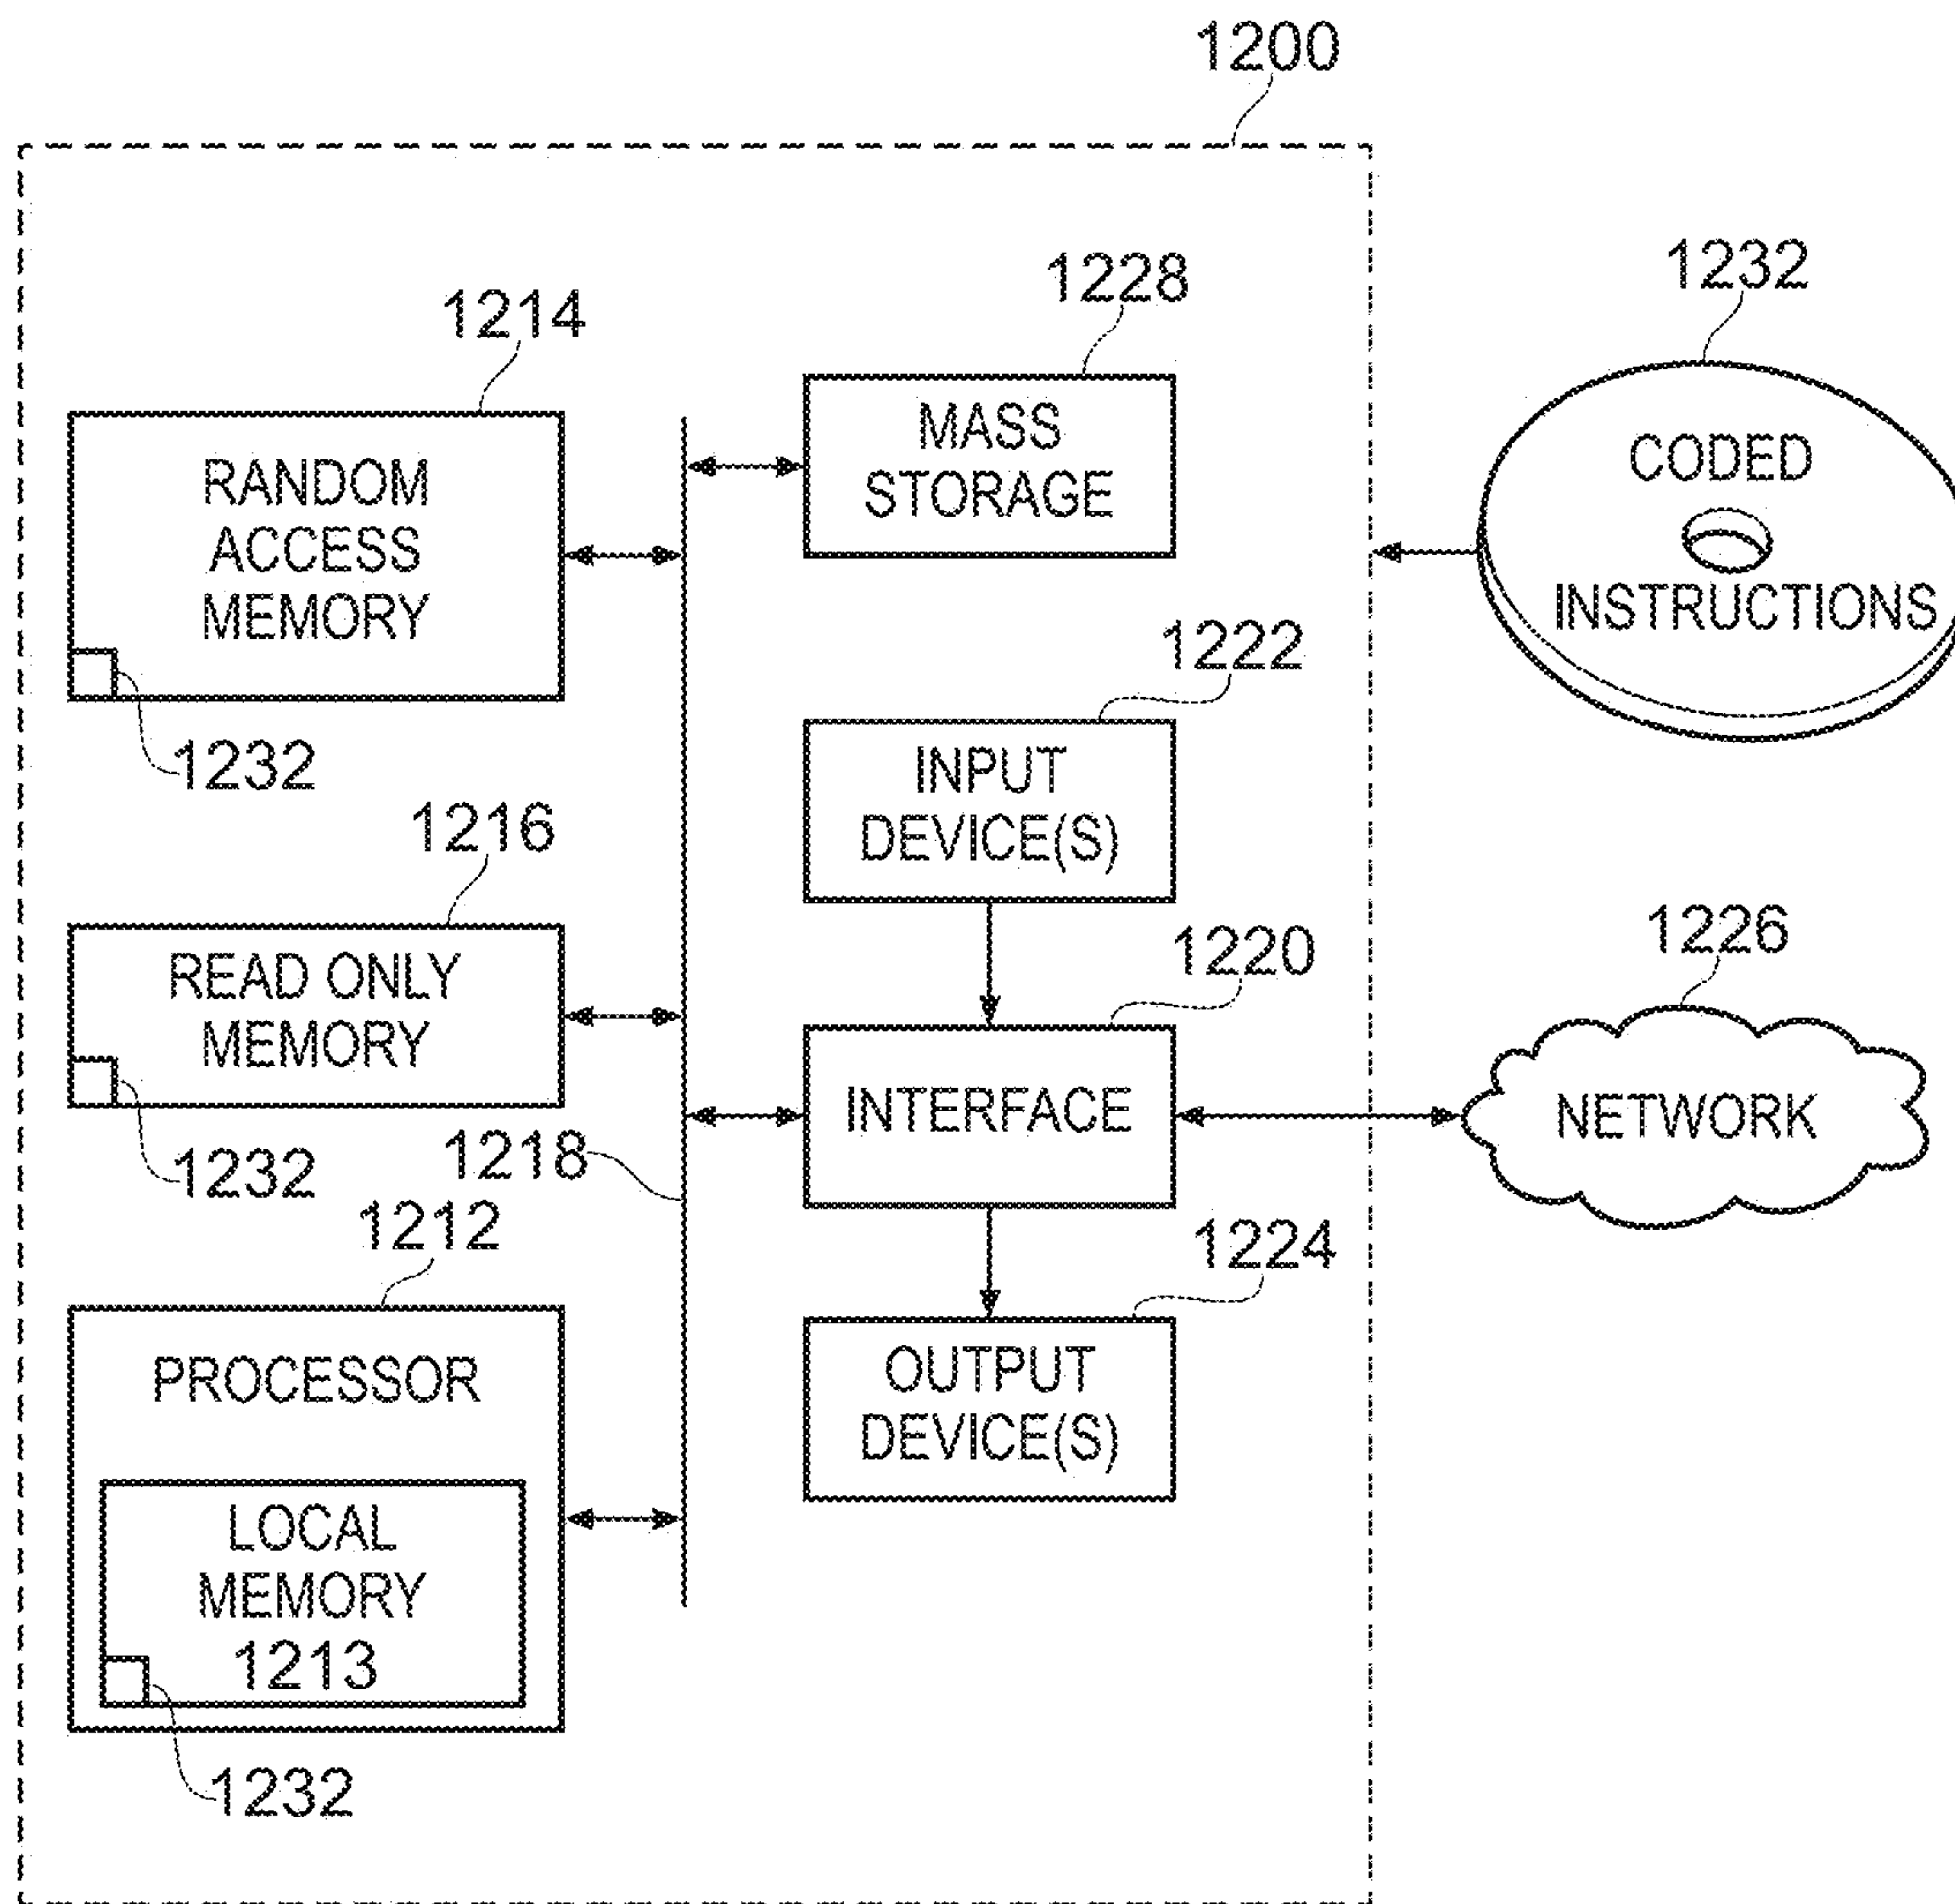 1200
1214
RANDOM
ACCESS
MEMORY
1232
1216
READ ONLY
MEMORY
1232
1218
1212
PROCESSOR
LOCAL
MEMORY
1213
1232
1228
MASS
STORAGE
1222
INPUT
DEVICE(S)
1220
INTERFACE
1224
OUTPUT
DEVICE(S)
1232
CODED
INSTRUCTIONS
1226
NETWORK